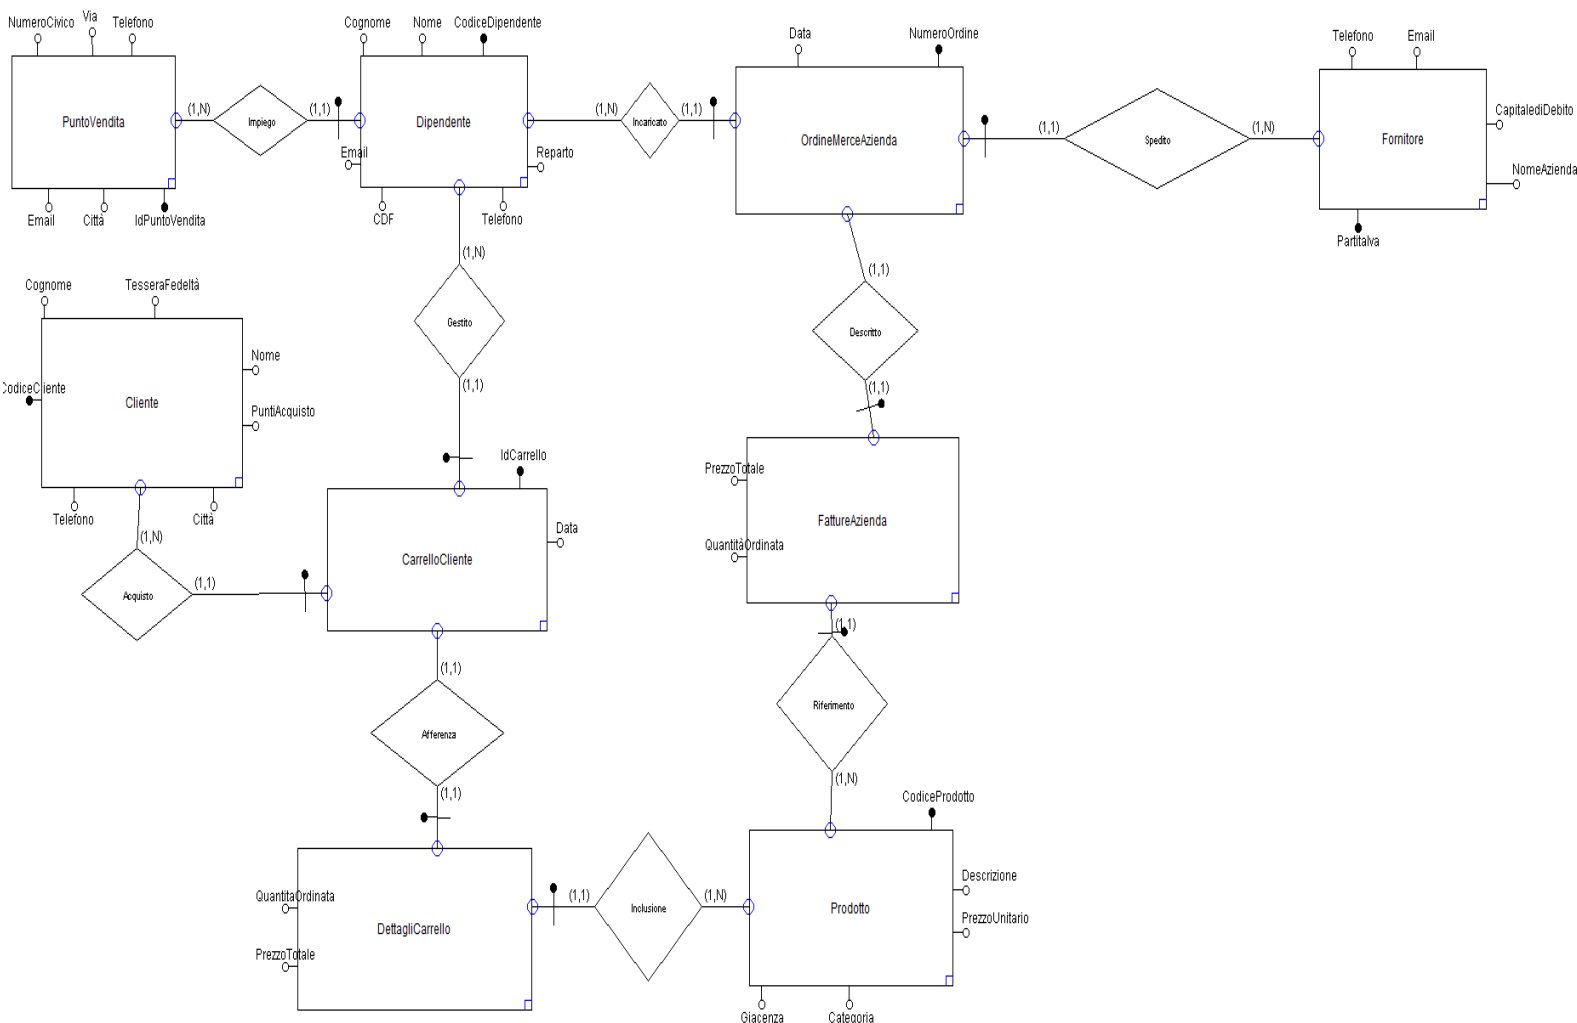 NumeroCivico
Via
Telefono
PuntoVendita
Email
Città
IdPuntoVendita
(1,N)
Impiego
(1,1)
Cognome
Nome
CodiceDipendente
Dipendente
Email
CDF
Telefono
Reparto
(1,N)
Incaricato
(1,1)
Data
NumeroOrdine
OrdineMerceAzienda
(1,1)
Spedito
(1,N)
Telefono
Email
Fornitore
CapitalediDebito
NomeAzienda
PartitaIva
(1,N)
Gestito
(1,1)
(1,1)
Descritto
(1,1)
Cognome
TesseraFedeltà
Nome
CodiceCliente
Cliente
PuntiAcquisto
Telefono
Città
(1,N)
Acquisto
(1,1)
IdCarrello
Data
CarrelloCliente
PrezzoTotale
FattureAzienda
QuantitàOrdinata
(1,1)
Riferimento
(1,N)
(1,1)
Afferenza
(1,1)
QuantitaOrdinata
DettagliCarrello
PrezzoTotale
(1,1)
Inclusione
(1,N)
CodiceProdotto
Descrizione
Prodotto
PrezzoUnitario
Giacenza
Categoria